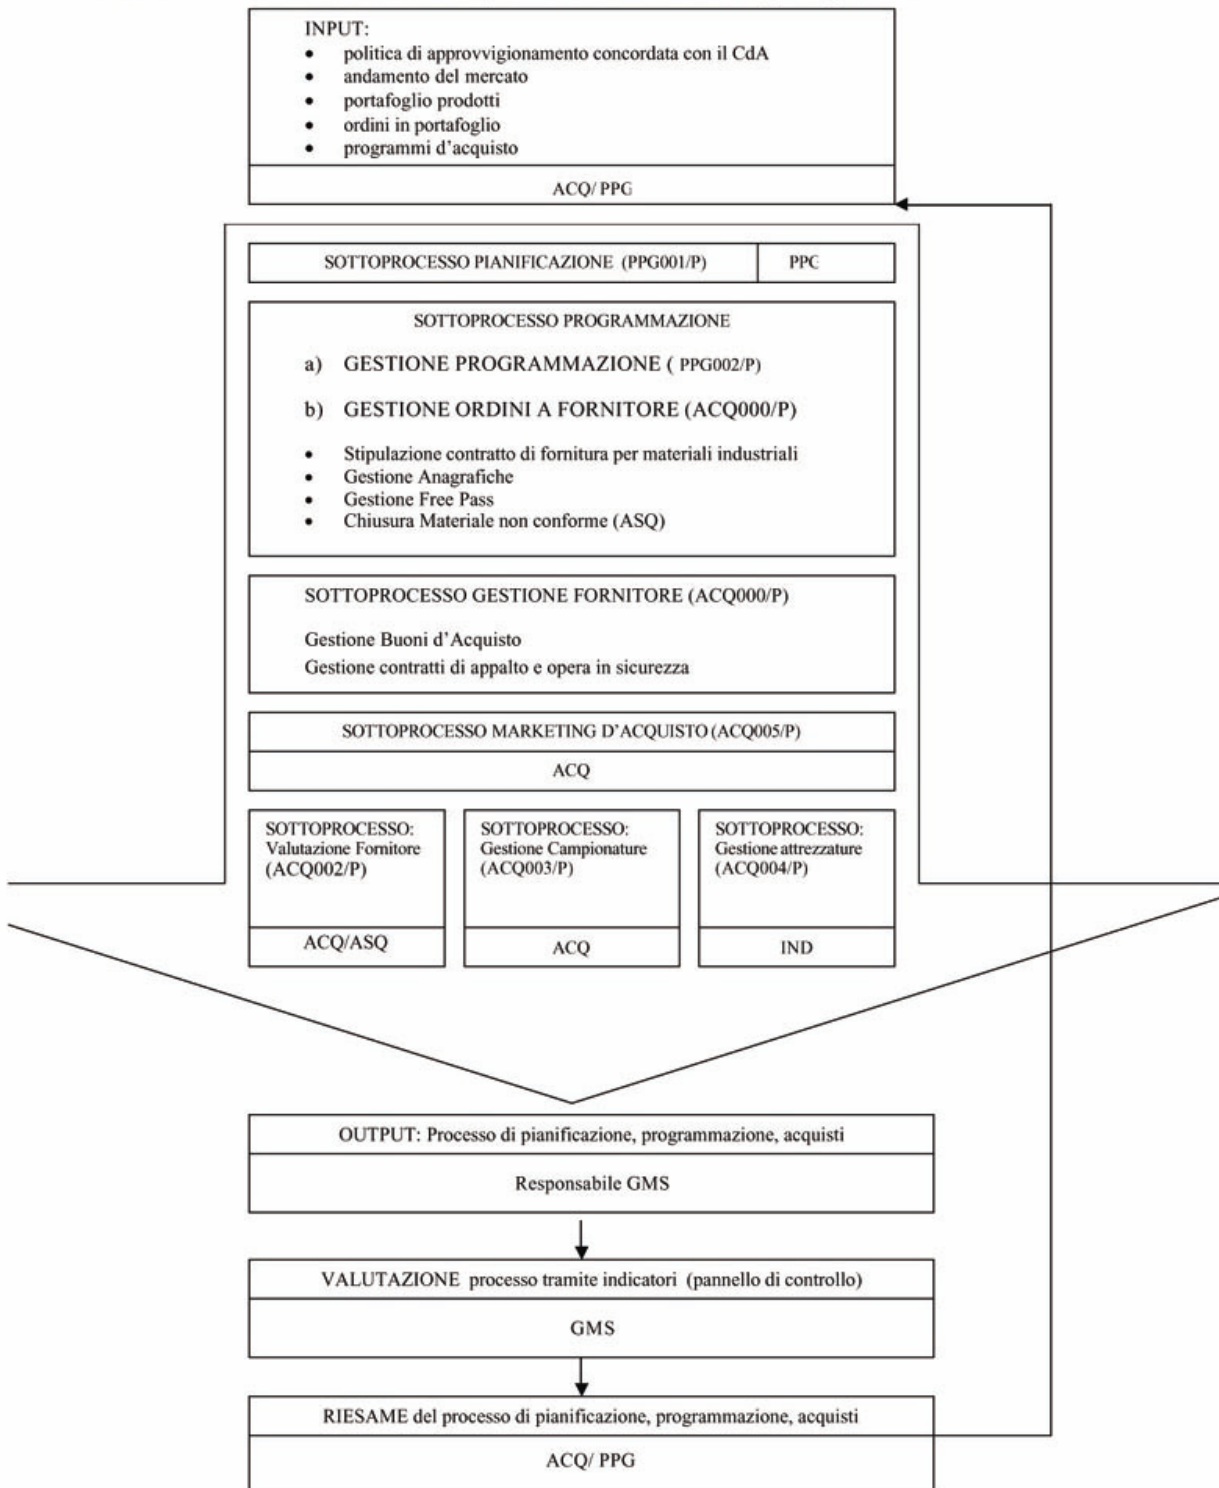 INPUT:
• politica di approvvigionamento concordata con il CdA
• andamento del mercato
• portafoglio prodotti
• ordini in portafoglio
• programmi d'acquisto
ACQ/ PPG
SOTTOPROCESSO PIANIFICAZIONE (PPG001/P) PPG
SOTTOPROCESSO PROGRAMMAZIONE
a) GESTIONE PROGRAMMAZIONE ( PPG002/P)
b) GESTIONE ORDINI A FORNITORE (ACQ000/P)
• Stipulazione contratto di fornitura per materiali industriali
• Gestione Anagrafiche
• Gestione Free Pass
• Chiusura Materiale non conforme (ASQ)
SOTTOPROCESSO GESTIONE FORNITORE (ACQ000/P)
Gestione Buoni d'Acquisto
Gestione contratti di appalto e opera in sicurezza
SOTTOPROCESSO MARKETING D'ACQUISTO (ACQ005/P)
ACQ
SOTTOPROCESSO:
Valutazione Fornitore
(ACQ002/P)
ACQ/ASQ
SOTTOPROCESSO:
Gestione Campionature
(ACQ003/P)
ACQ
SOTTOPROCESSO:
Gestione attrezzature
(ACQ004/P)
IND
OUTPUT: Processo di pianificazione, programmazione, acquisti
Responsabile GMS
VALUTAZIONE processo tramite indicatori (pannello di controllo)
GMS
RIESAME del processo di pianificazione, programmazione, acquisti
ACQ/ PPG